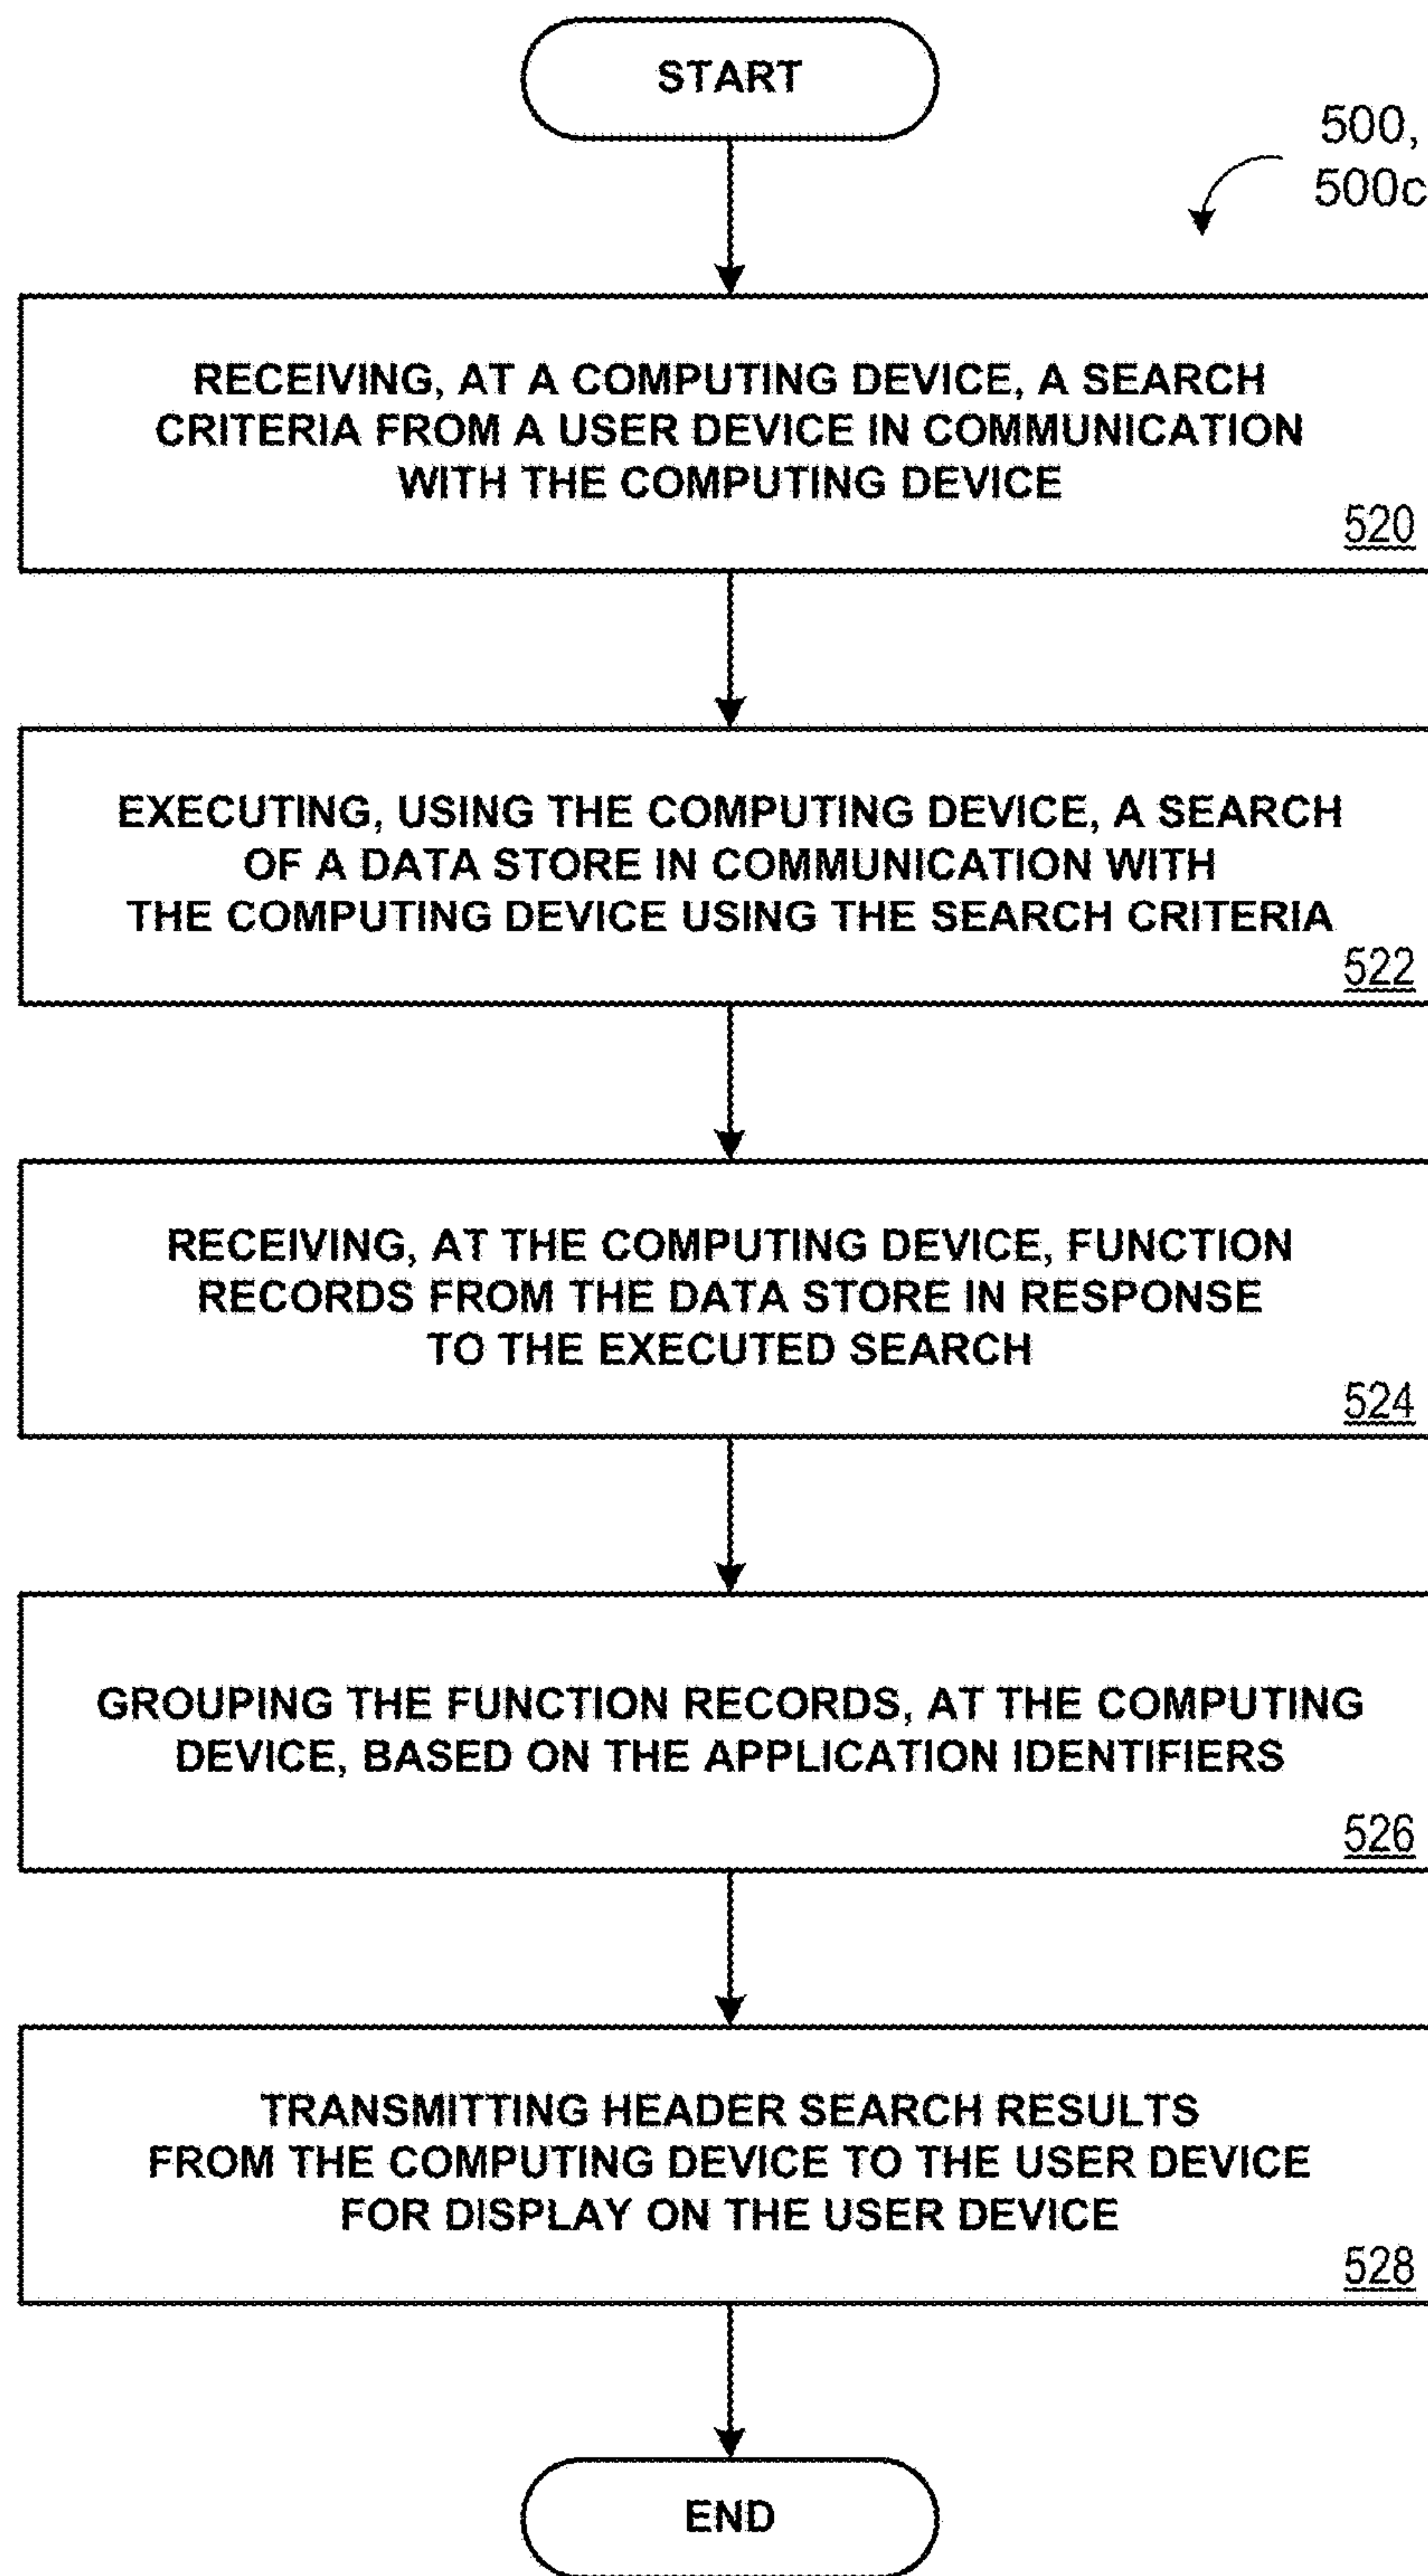 START
500,
500c
RECEIVING, AT A COMPUTING DEVICE, A SEARCH
CRITERIA FROM A USER DEVICE IN COMMUNICATION
WITH THE COMPUTING DEVICE
520
EXECUTING, USING THE COMPUTING DEVICE, A SEARCH
OF A DATA STORE IN COMMUNICATION WITH
THE COMPUTING DEVICE USING THE SEARCH CRITERIA
522
RECEIVING, AT THE COMPUTING DEVICE, FUNCTION
RECORDS FROM THE DATA STORE IN RESPONSE
TO THE EXECUTED SEARCH
524
GROUPING THE FUNCTION RECORDS, AT THE COMPUTING
DEVICE, BASED ON THE APPLICATION IDENTIFIERS
526
TRANSMITTING HEADER SEARCH RESULTS
FROM THE COMPUTING DEVICE TO THE USER DEVICE
FOR DISPLAY ON THE USER DEVICE
528
END